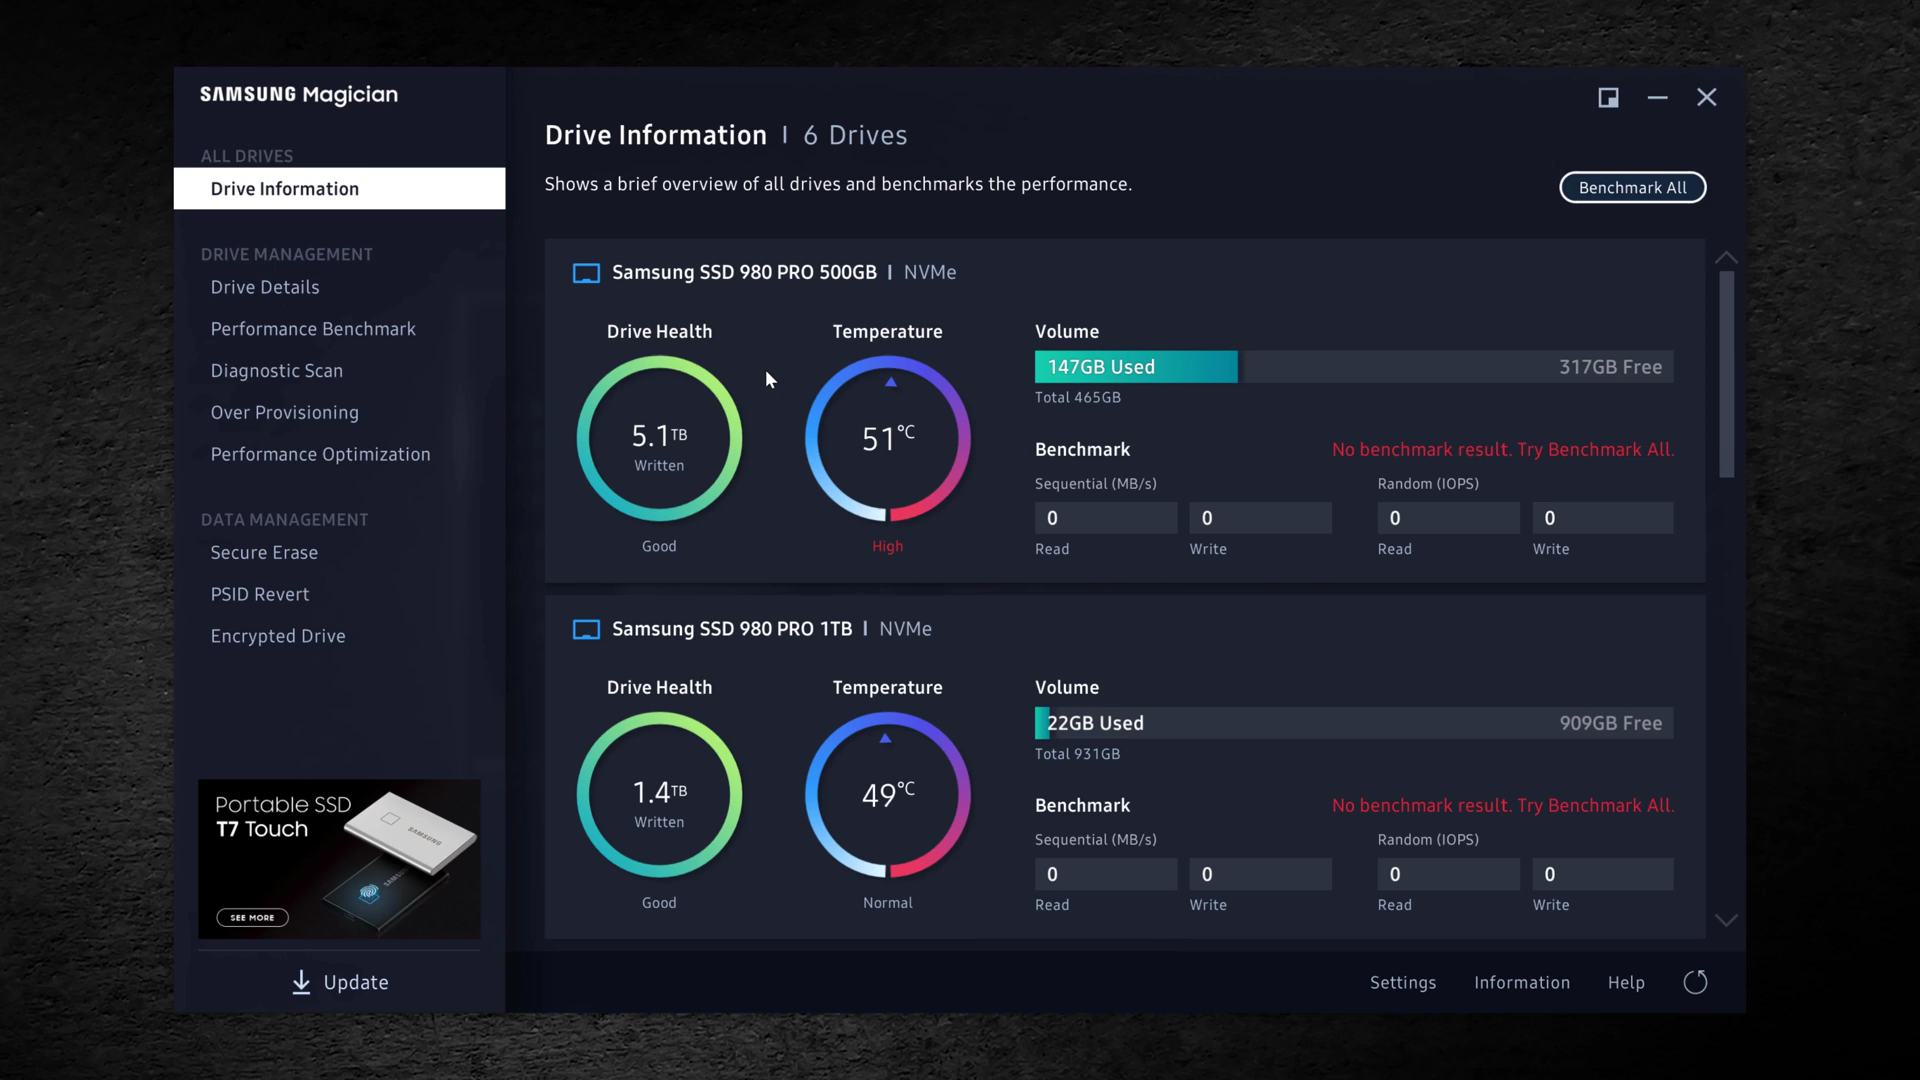 SAMSUNG Magician
ALL DRIVES
Drive Information
DRIVE MANAGEMENT
Drive Details
Performance Benchmark
Diagnostic Scan
Over Provisioning
Performance Optimization
DATA MANAGEMENT
Secure Erase
PSID Revert
Encrypted Drive
Portable SSD
T7 Touch
SAMSUNG
SEE MORE
Update
Drive Information | 6 Drives
Shows a brief overview of all drives and benchmarks the performance.
Benchmark All
Samsung SSD 980 PRO 500GB | NVMe
Drive Health
5.1TB
Written
Good
Temperature
51°C
High
Volume
147GB Used 317GB Free
Total 465GB
Benchmark No benchmark result. Try Benchmark All.
Sequential (MB/s) Random (IOPS)
0 0 0 0
Read Write Read Write
Samsung SSD 980 PRO 1TB | NVMe
Drive Health
1.4TB
Written
Good
Temperature
49°C
Normal
Volume
22GB Used 909GB Free
Total 931GB
Benchmark No benchmark result. Try Benchmark All.
Sequential (MB/s) Random (IOPS)
0 0 0 0
Read Write Read Write
Settings Information Help